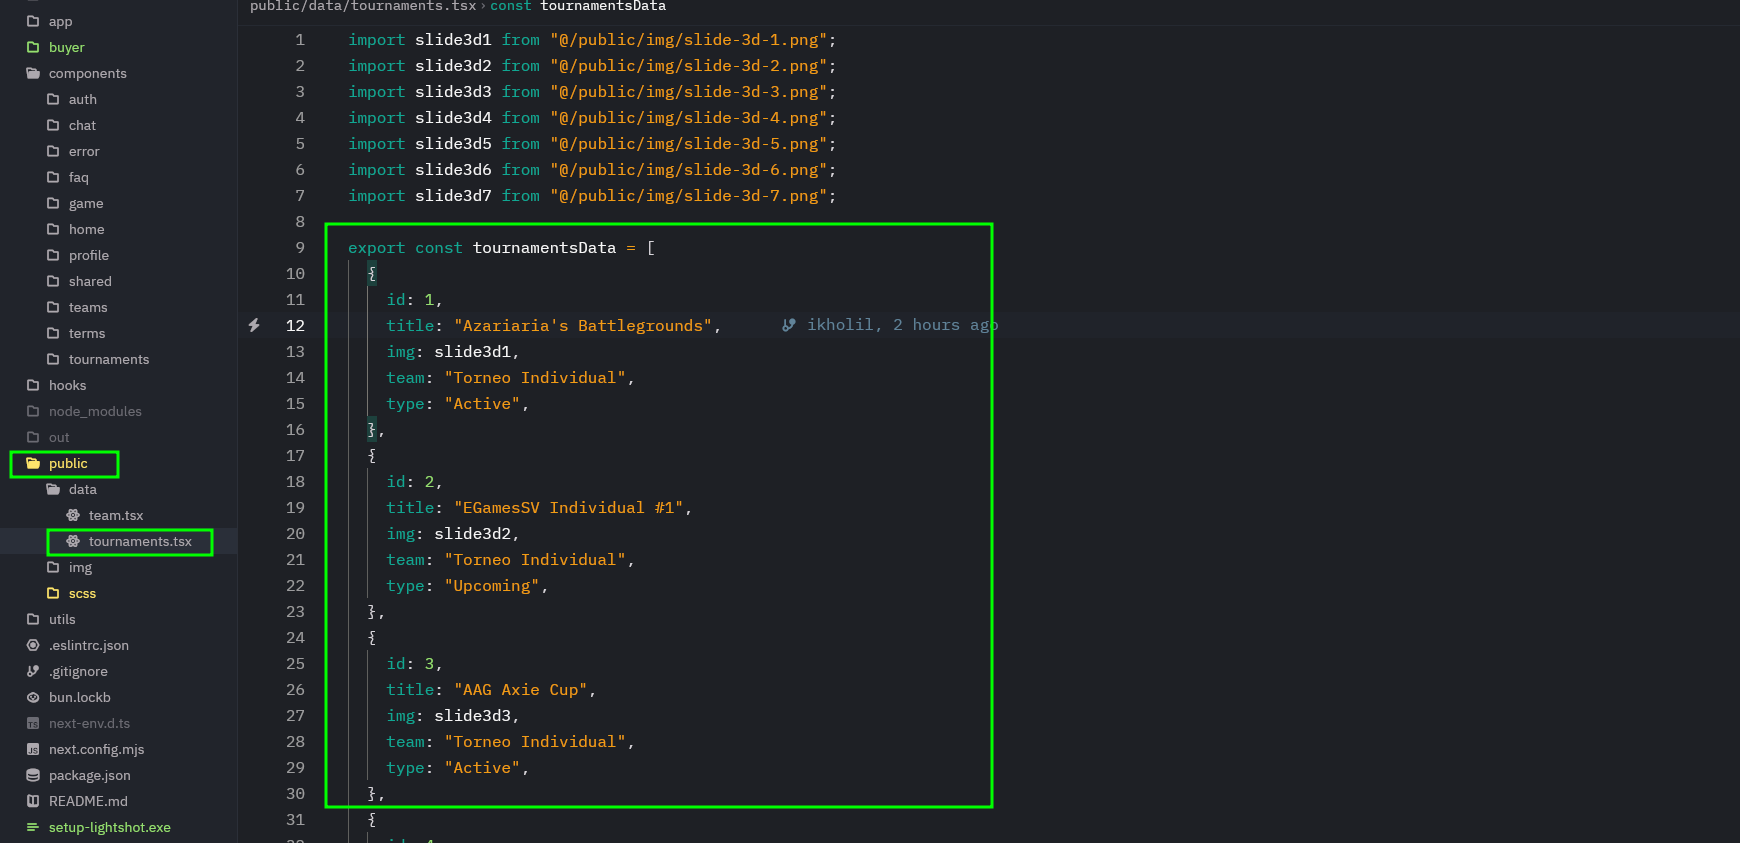 app
buyer
components
auth
chat
error
faq
game
home
profile
shared
teams
terms
tournaments
hooks
node_modules
out
public
data
team.tsx
tournaments.tsx
img
scss
utils
.eslintrc.json
.gitignore
bun.lockb
TS next-env.d.ts
JS next.config.mjs
package.json
README.md
setup-lightshot.exe
public/data/tournaments.tsx › const tournamentsData
1 import slide3d1 from "@/public/img/slide-3d-1.png";
2 import slide3d2 from "@/public/img/slide-3d-2.png";
3 import slide3d3 from "@/public/img/slide-3d-3.png";
4 import slide3d4 from "@/public/img/slide-3d-4.png";
5 import slide3d5 from "@/public/img/slide-3d-5.png";
6 import slide3d6 from "@/public/img/slide-3d-6.png";
7 import slide3d7 from "@/public/img/slide-3d-7.png";
8
9 export const tournamentsData = [
10 {
11 id: 1,
12 title: "Azariaria's Battlegrounds", ikholil, 2 hours ago
13 img: slide3d1,
14 team: "Torneo Individual",
15 type: "Active",
16 },
17 {
18 id: 2,
19 title: "EGamesSV Individual #1",
20 img: slide3d2,
21 team: "Torneo Individual",
22 type: "Upcoming",
23 },
24 {
25 id: 3,
26 title: "AAG Axie Cup",
27 img: slide3d3,
28 team: "Torneo Individual",
29 type: "Active",
30 },
31 {